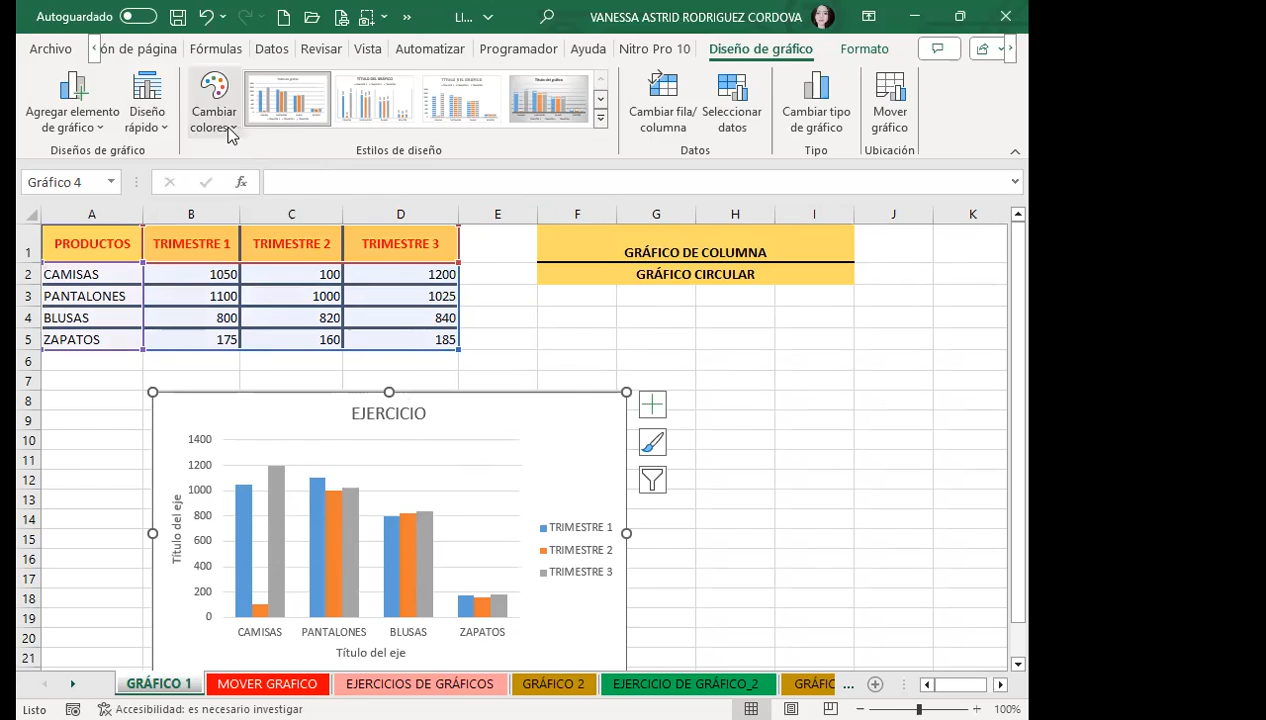 Autoguardado LI... VANESSA ASTRID RODRIGUEZ CORDOVA
Archivo ón de página Fórmulas Datos Revisar Vista Automatizar Programador Ayuda Nitro Pro 10 Diseño de gráfico Formato
Agregar elemento de gráfico
Diseño rápido
Cambiar colores
Cambiar fila/ columna
Seleccionar datos
Cambiar tipo de gráfico
Mover gráfico
Diseños de gráfico Estilos de diseño Datos Tipo Ubicación
Gráfico 4 fx
A B C D E F G H I J K
1 PRODUCTOS TRIMESTRE 1 TRIMESTRE 2 TRIMESTRE 3 GRÁFICO DE COLUMNA
2 CAMISAS 1050 100 1200 GRÁFICO CIRCULAR
3 PANTALONES 1100 1000 1025
4 BLUSAS 800 820 840
5 ZAPATOS 175 160 185
6
7
8
9
10
11
12
13
14
15
16
17
18
19
20
21
EJERCICIO
1400
1200
1000
800
600
400
200
0
Título del eje
CAMISAS PANTALONES BLUSAS ZAPATOS
Título del eje
TRIMESTRE 1
TRIMESTRE 2
TRIMESTRE 3
GRÁFICO 1 MOVER GRAFICO EJERCICIOS DE GRÁFICOS GRÁFICO 2 EJERCICIO DE GRÁFICO_2 GRÁFIC ...
Listo Accesibilidad: es necesario investigar 100%